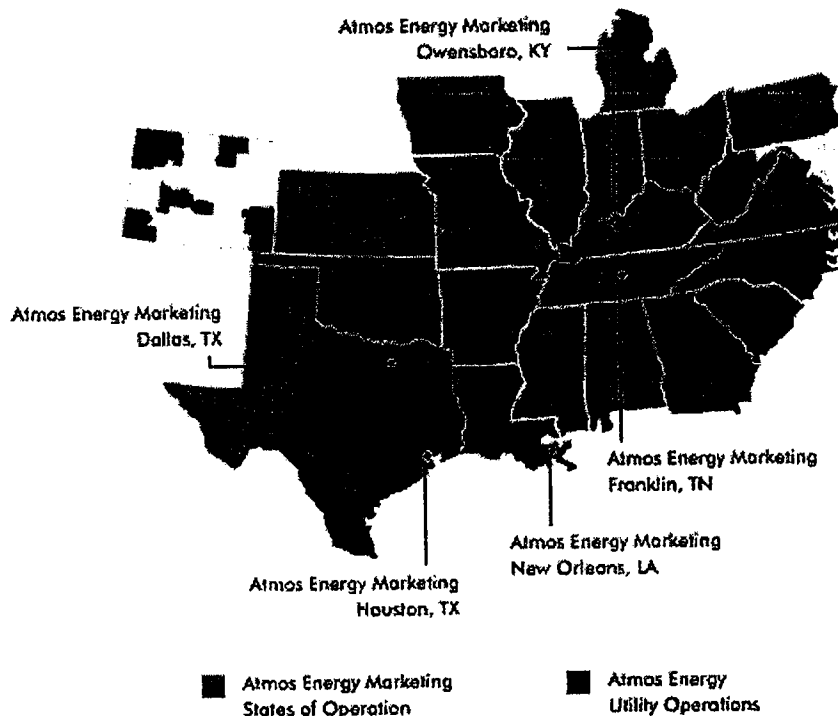 Atmos Energy Marketing
Owensboro, KY
Atmos Energy Marketing
Dallas, TX
Atmos Energy Marketing
Franklin, TN
Atmos Energy Marketing
New Orleans, LA
Atmos Energy Marketing
Houston, TX
Atmos Energy Marketing
States of Operation
Atmos Energy
Utility Operations